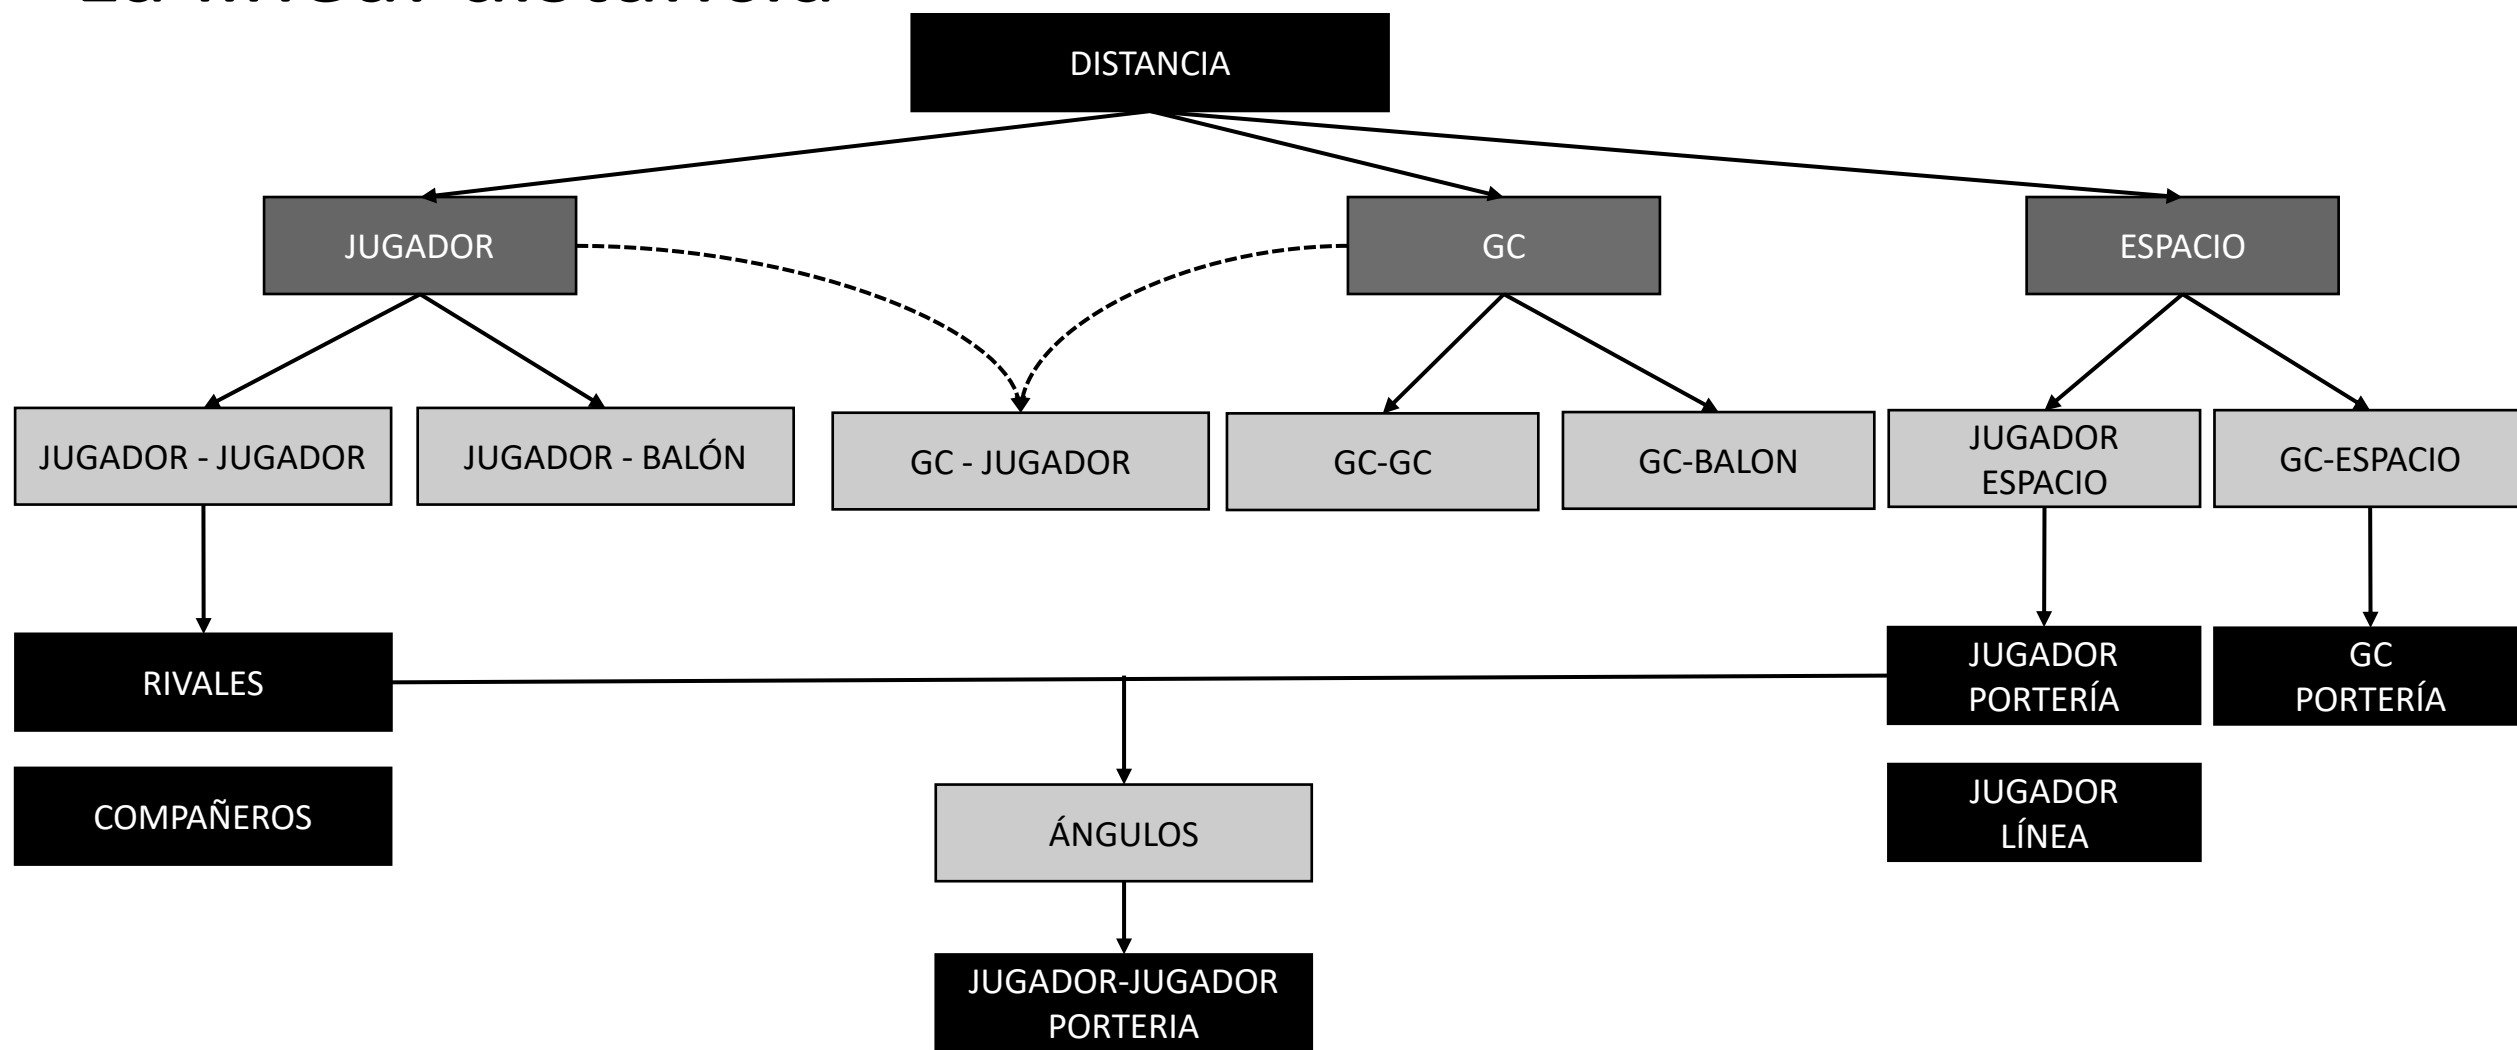 DISTANCIA
JUGADOR
GC
ESPACIO
JUGADOR - JUGADOR
JUGADOR - BALÓN
GC - JUGADOR
GC-GC
GC-BALON
JUGADOR
ESPACIO
GC-ESPACIO
RIVALES
JUGADOR
PORTERÍA
GC
PORTERÍA
COMPAÑEROS
JUGADOR
LÍNEA
ÁNGULOS
JUGADOR-JUGADOR
PORTERIA